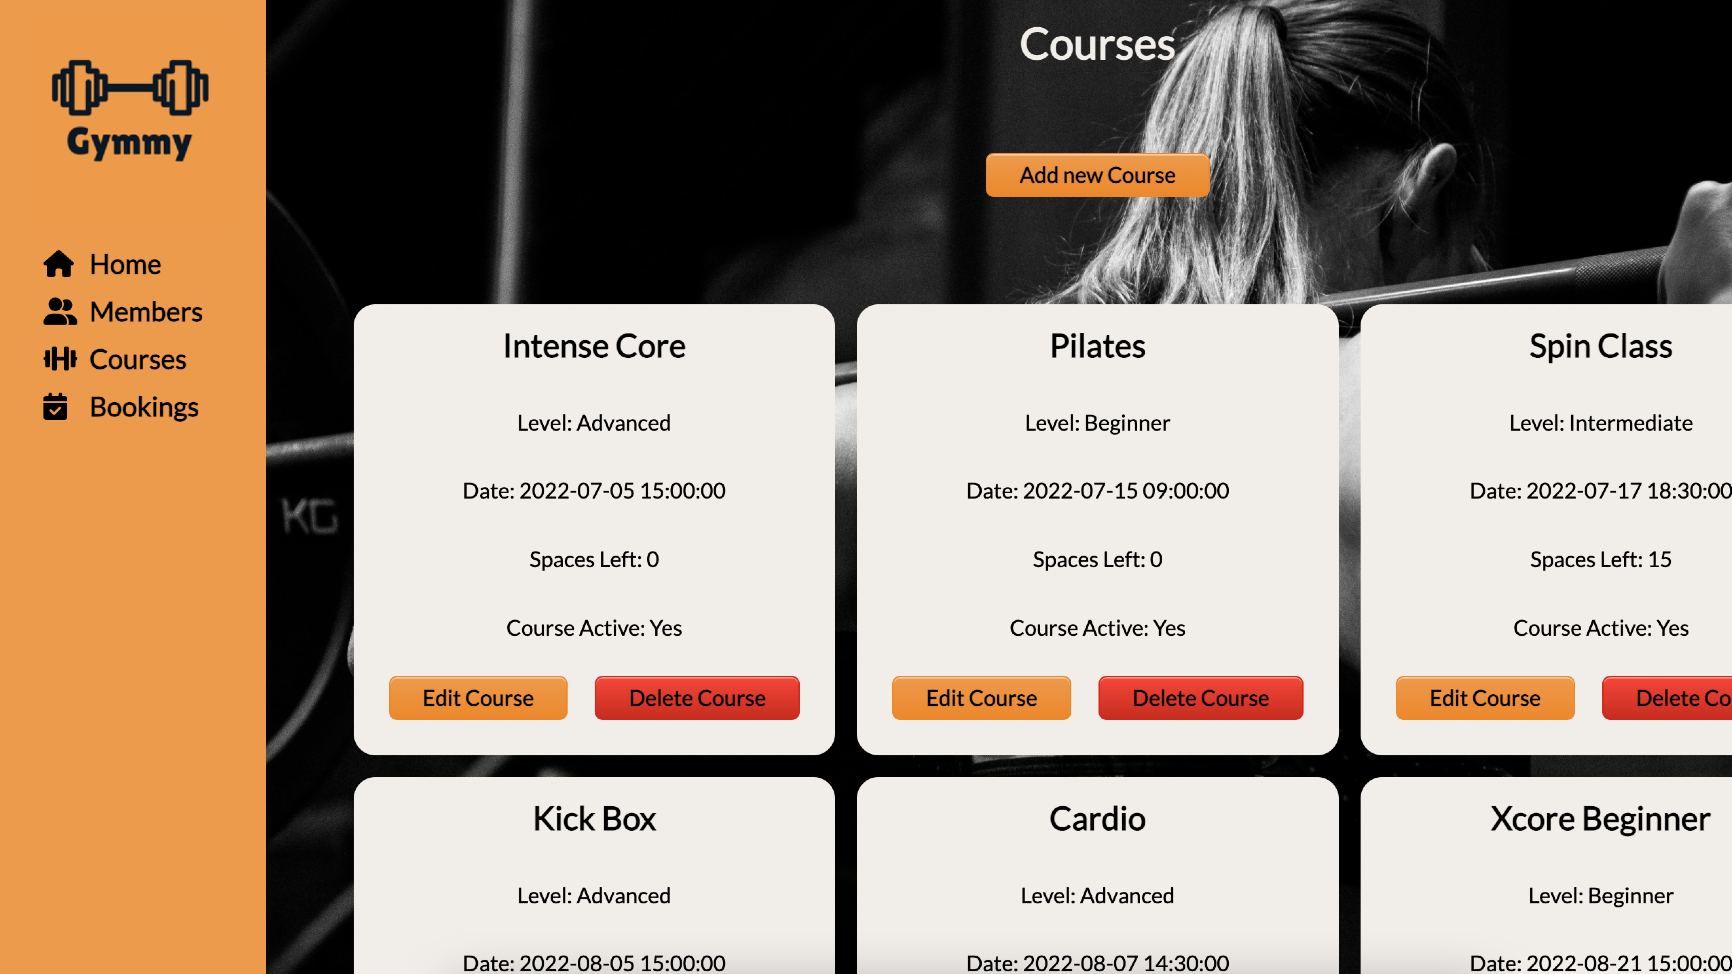 Gymmy
Home
Members
Courses
Bookings
Courses
Add new Course
Intense Core
Level: Advanced
Date: 2022-07-05 15:00:00
Spaces Left: 0
Course Active: Yes
Edit Course
Delete Course
Pilates
Level: Beginner
Date: 2022-07-15 09:00:00
Spaces Left: 0
Course Active: Yes
Edit Course
Delete Course
Spin Class
Level: Intermediate
Date: 2022-07-17 18:30:00
Spaces Left: 15
Course Active: Yes
Edit Course
Delete Co
Kick Box
Level: Advanced
Date: 2022-08-05 15:00:00
Cardio
Level: Advanced
Date: 2022-08-07 14:30:00
Xcore Beginner
Level: Beginner
Date: 2022-08-21 15:00:00
KG